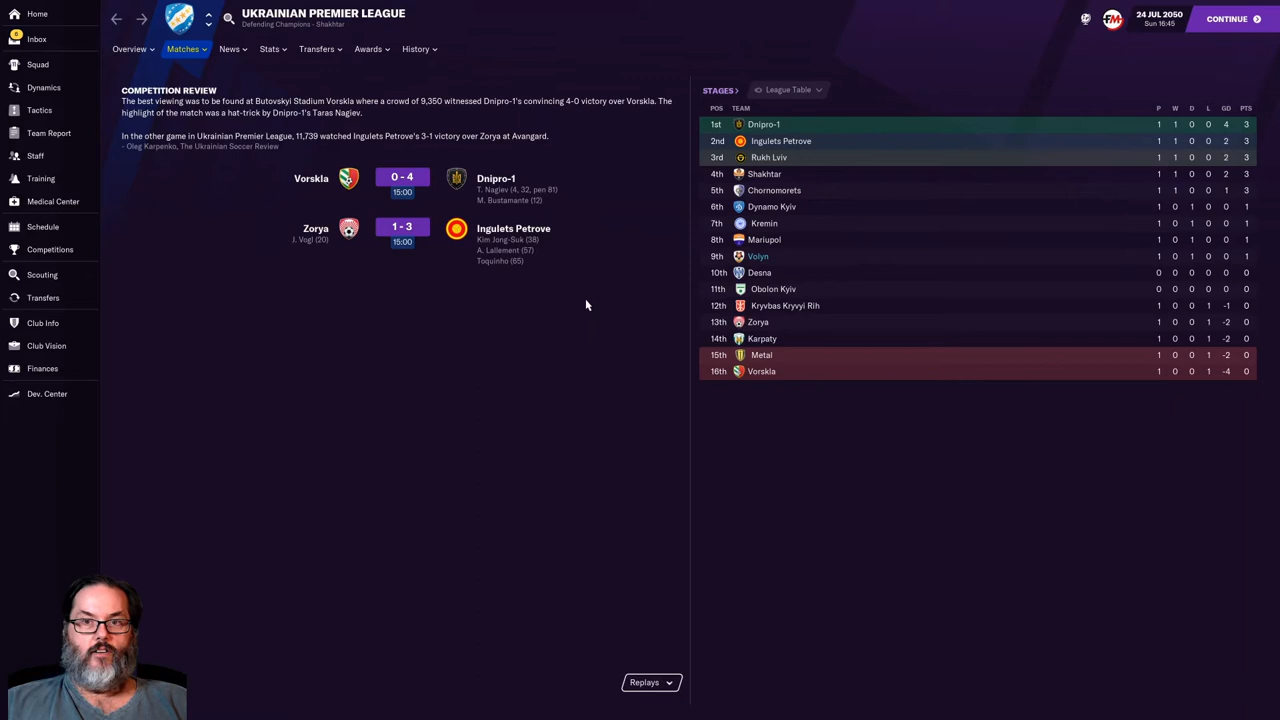 Home
Inbox
6
Squad
Dynamics
Tactics
Team Report
Staff
Training
Medical Center
Schedule
Competitions
Scouting
Transfers
Club Info
Club Vision
Finances
Dev. Center
UKRAINIAN PREMIER LEAGUE
Defending Champions - Shakhtar
FM
24 JUL 2050
Sun 16:45
CONTINUE
Overview
Matches
News
Stats
Transfers
Awards
History
COMPETITION REVIEW
The best viewing was to be found at Butovskyi Stadium Vorskla where a crowd of 9,350 witnessed Dnipro-1's convincing 4-0 victory over Vorskla. The
highlight of the match was a hat-trick by Dnipro-1's Taras Nagiev.
In the other game in Ukrainian Premier League, 11,739 watched Ingulets Petrove's 3-1 victory over Zorya at Avangard.
- Oleg Karpenko, The Ukrainian Soccer Review
Vorskla 0 - 4 Dnipro-1
15:00
T. Nagiev (4, 32, pen 81)
M. Bustamante (12)
Zorya 1 - 3 Ingulets Petrove
J. Vogl (20)
15:00
Kim Jong-Suk (38)
A. Lallement (57)
Toquinho (65)
Replays
STAGES
League Table
POS TEAM P W D L GD PTS
1st Dnipro-1 1 1 0 0 4 3
2nd Ingulets Petrove 1 1 0 0 2 3
3rd Rukh Lviv 1 1 0 0 2 3
4th Shakhtar 1 1 0 0 2 3
5th Chornomorets 1 1 0 0 1 3
6th Dynamo Kyiv 1 0 1 0 0 1
7th Kremin 1 0 1 0 0 1
8th Mariupol 1 0 1 0 0 1
9th Volyn 1 0 1 0 0 1
10th Desna 0 0 0 0 0 0
11th Obolon Kyiv 0 0 0 0 0 0
12th Kryvbas Kryvyi Rih 1 0 0 1 -1 0
13th Zorya 1 0 0 1 -2 0
14th Karpaty 1 0 0 1 -2 0
15th Metal 1 0 0 1 -2 0
16th Vorskla 1 0 0 1 -4 0